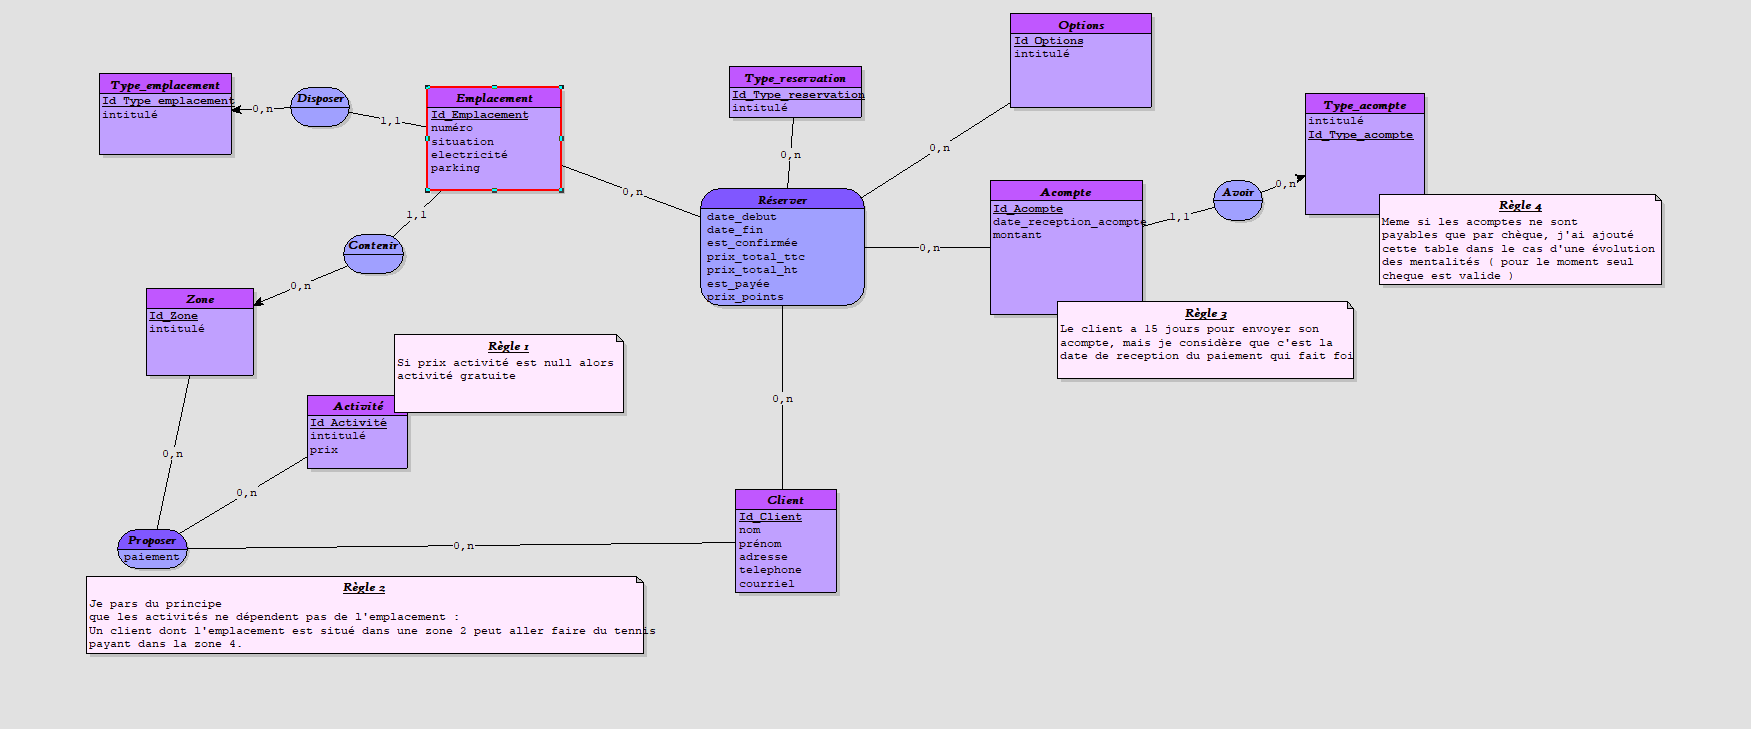 Type_emplacement
Id_Type_emplacement
intitulé
0,n
Disposer
1,1
Emplacement
Id_Emplacement
numéro
situation
electricité
parking
0,n
Type_reservation
Id_Type_reservation
intitulé
0,n
Options
Id_Options
intitulé
0,n
Type_acompte
intitulé
Id_Type_acompte
0,n
Avoir
1,1
Acompte
Id_Acompte
date_reception_acompte
montant
0,n
Réserver
date_debut
date_fin
est_confirmée
prix_total_ttc
prix_total_ht
est_payée
prix_points
Règle 4
Meme si les acomptes ne sont
payables que par chèque, j'ai ajouté
cette table dans le cas d'une évolution
des mentalités ( pour le moment seul
cheque est valide )
1,1
Contenir
0,n
Zone
Id_Zone
intitulé
Règle 3
Le client a 15 jours pour envoyer son
acompte, mais je considère que c'est la
date de reception du paiement qui fait foi
Règle 1
Si prix activité est null alors
activité gratuite
Activité
Id_Activité
intitulé
prix
0,n
0,n
0,n
Proposer
paiement
0,n
Client
Id_Client
nom
prénom
adresse
telephone
courriel
Règle 2
Je pars du principe
que les activités ne dépendent pas de l'emplacement :
Un client dont l'emplacement est situé dans une zone 2 peut aller faire du tennis
payant dans la zone 4.